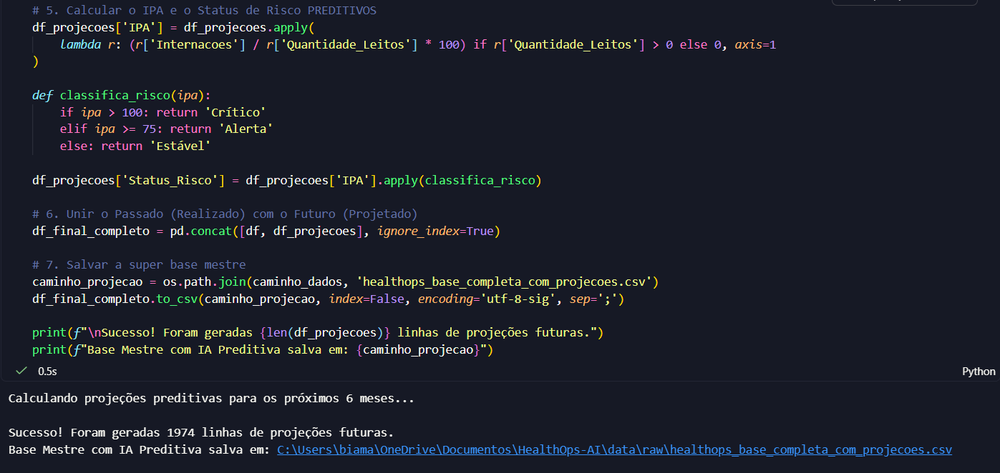 # 5. Calcular o IPA e o Status de Risco PREDITIVOS
df_projecoes['IPA'] = df_projecoes.apply(
    lambda r: (r['Internacoes'] / r['Quantidade_Leitos'] * 100) if r['Quantidade_Leitos'] > 0 else 0, axis=1
)
def classifica_risco(ipa):
    if ipa > 100: return 'Crítico'
    elif ipa >= 75: return 'Alerta'
    else: return 'Estável'
df_projecoes['Status_Risco'] = df_projecoes['IPA'].apply(classifica_risco)
# 6. Unir o Passado (Realizado) com o Futuro (Projetado)
df_final_completo = pd.concat([df, df_projecoes], ignore_index=True)
# 7. Salvar a super base mestre
caminho_projecao = os.path.join(caminho_dados, 'healthops_base_completa_com_projecoes.csv')
df_final_completo.to_csv(caminho_projecao, index=False, encoding='utf-8-sig', sep=';')
print(f"\nSucesso! Foram geradas {len(df_projecoes)} linhas de projeções futuras.")
print(f"Base Mestre com IA Preditiva salva em: {caminho_projecao}")
0.5s
Python
Calculando projeções preditivas para os próximos 6 meses...
Sucesso! Foram geradas 1974 linhas de projeções futuras.
Base Mestre com IA Preditiva salva em: C:\Users\biama\OneDrive\Documentos\HealthOps-AI\data\raw\healthops_base_completa_com_projecoes.csv